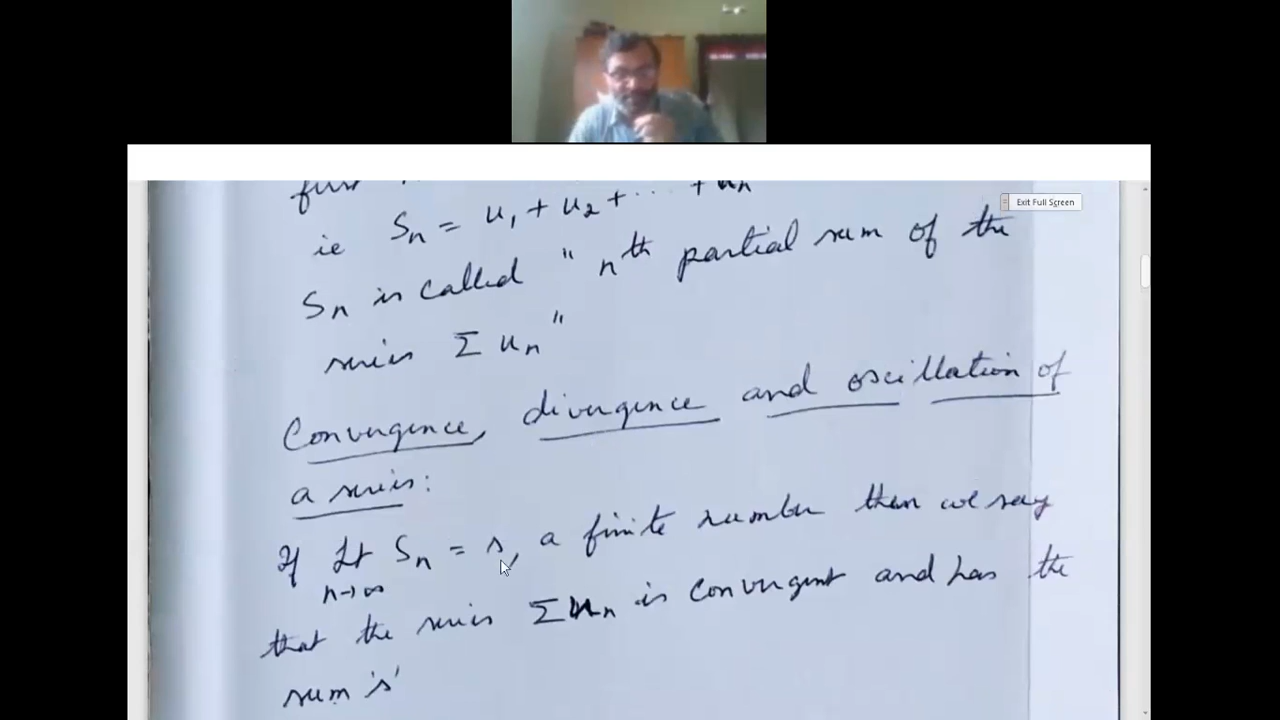 Exit Full Screen
ie Sₙ = u₁ + u₂ + ... + uₙ
Sₙ is called " nth partial sum of the
series Σ uₙ "
Convergence, divergence and oscillation of
a series:
If Lt Sₙ = s, a finite number then we say
n→∞
that the series Σuₙ is convergent and has the
sum 's'